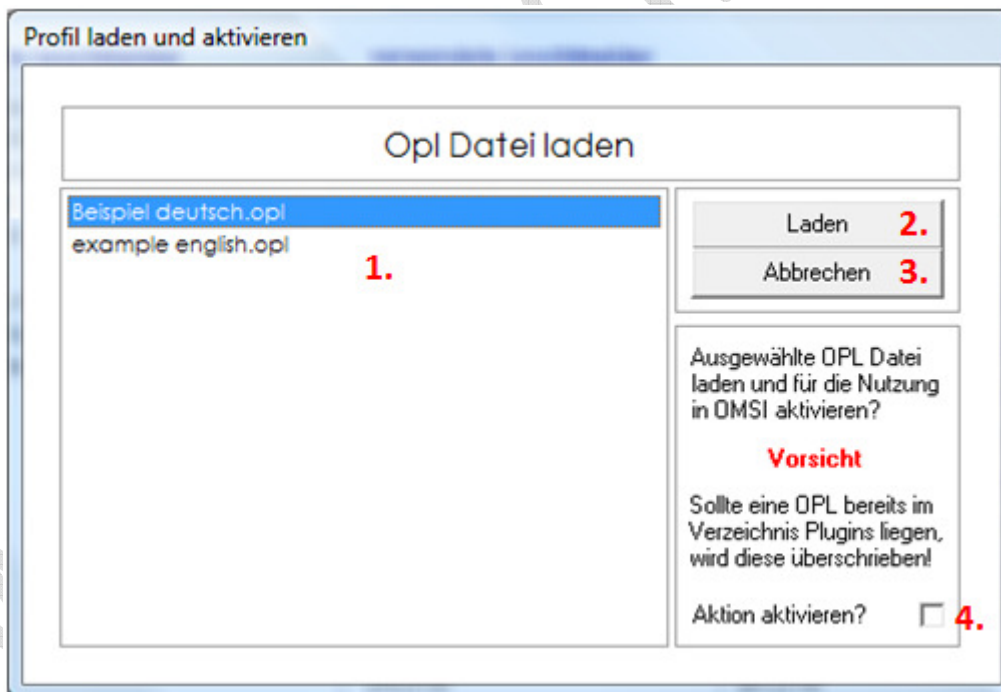 Profil laden und aktivieren
Opl Datei laden
Beispiel deutsch.opl
example english.opl
1.
Laden 2.
Abbrechen 3.
Ausgewählte OPL Datei
laden und für die Nutzung
in OMSI aktivieren?
Vorsicht
Sollte eine OPL bereits im
Verzeichnis Plugins liegen,
wird diese überschrieben!
Aktion aktivieren? 4.